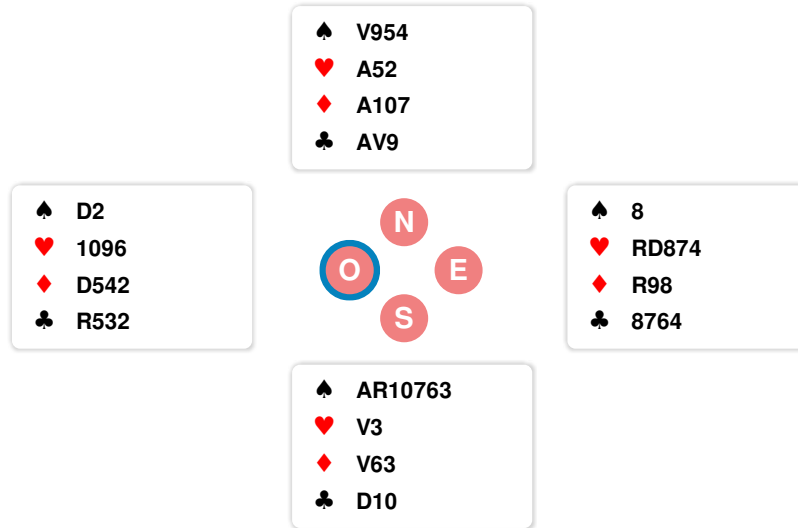 ♠ V954
♥ A52
♦ A107
♣ AV9
♠ D2
♥ 1096
♦ D542
♣ R532
N
O
E
S
♠ 8
♥ RD874
♦ R98
♣ 8764
♠ AR10763
♥ V3
♦ V63
♣ D10